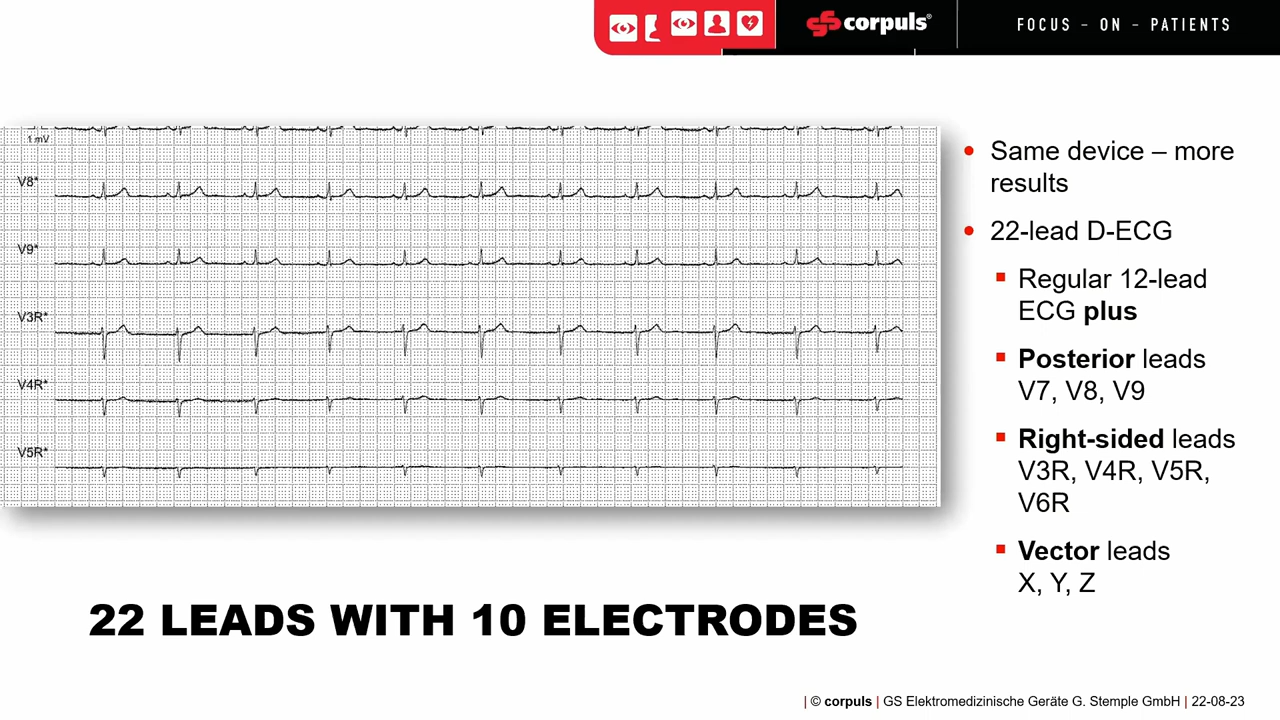 corpuls®
FOCUS – ON – PATIENTS
1 mV
V8*
V9*
V3R*
V4R*
V5R*
Same device – more
results
22-lead D-ECG
Regular 12-lead
ECG plus
Posterior leads
V7, V8, V9
Right-sided leads
V3R, V4R, V5R,
V6R
Vector leads
X, Y, Z
22 LEADS WITH 10 ELECTRODES
| © corpuls | GS Elektromedizinische Geräte G. Stemple GmbH | 22-08-23